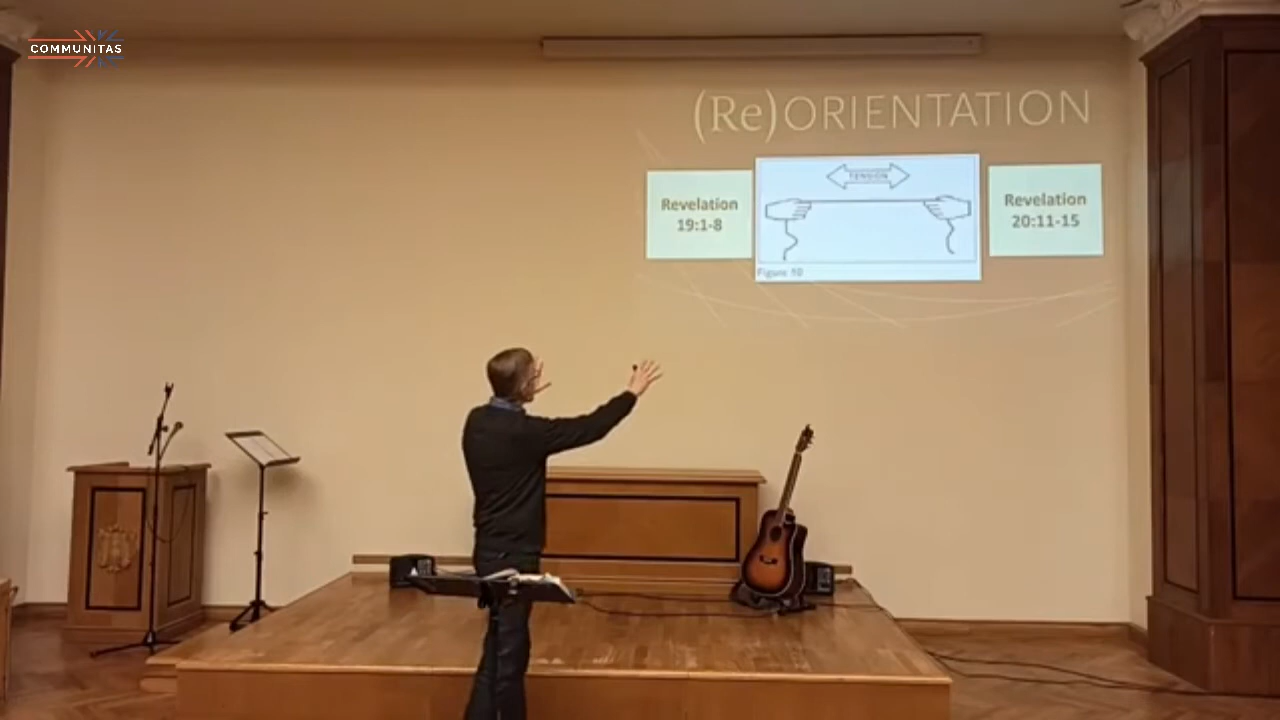 COMMUNITAS
(Re)ORIENTATION
TENSION
Revelation
19:1-8
Revelation
20:11-15
Figure 10